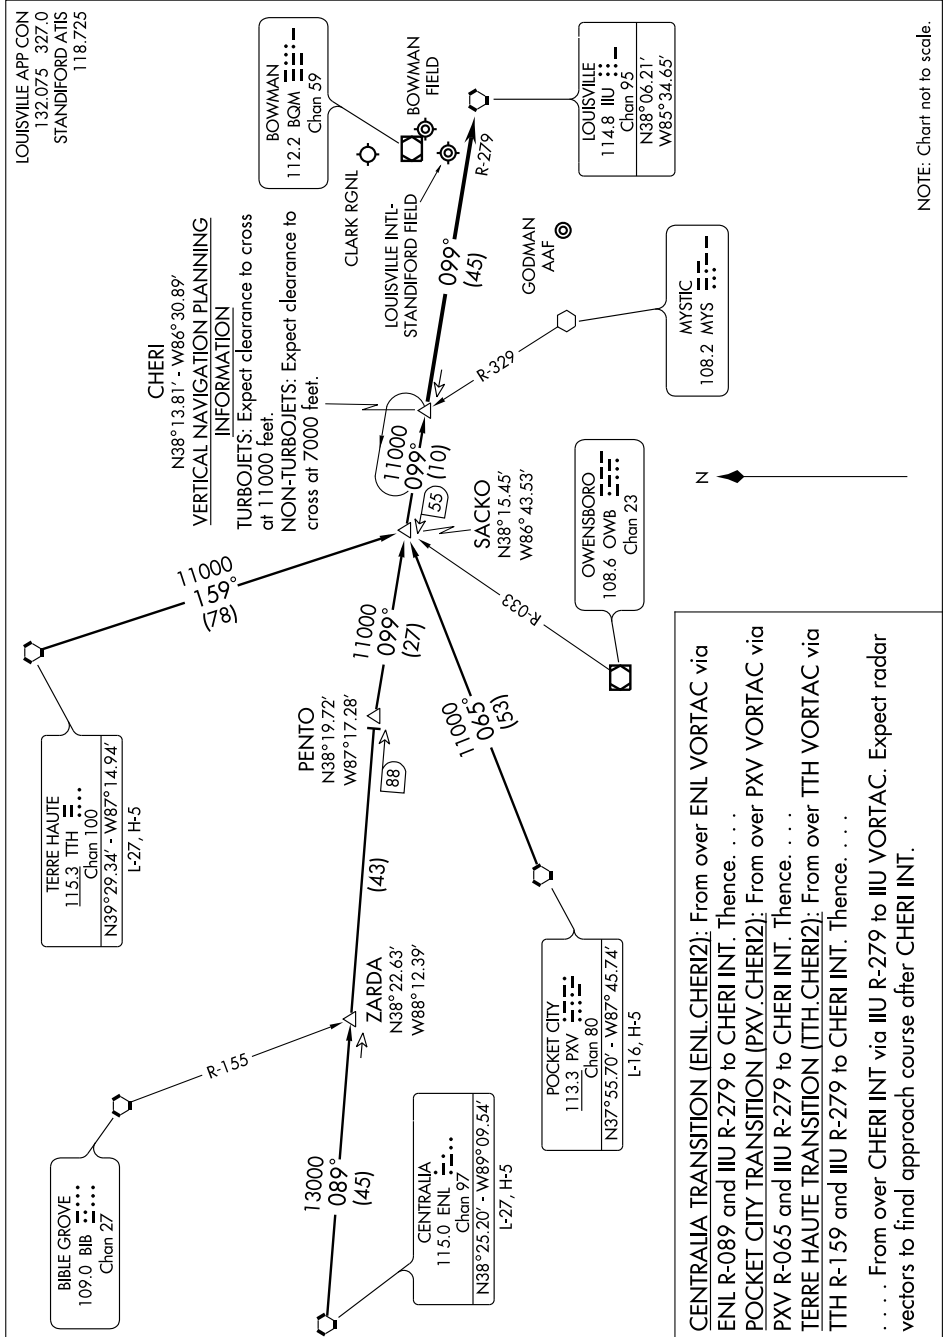 LOUISVILLE APP CON
132.075 327.0
STANDIFORD ATIS
118.725
BIBLE GROVE
109.0 BIB
Chan 27
R-155
TERRE HAUTE
115.3 TTH
Chan 100
N39°29.34′ - W87°14.94′
L-27, H-5
11000
159°
(78)
CHERI
N38°13.81′ - W86°30.89′
VERTICAL NAVIGATION PLANNING
INFORMATION
TURBOJETS: Expect clearance to cross
at 11000 feet.
NON-TURBOJETS: Expect clearance to
cross at 7000 feet.
BOWMAN
112.2 BQM
Chan 59
CLARK RGNL
BOWMAN
FIELD
LOUISVILLE INTL-
STANDIFORD FIELD
13000
089°
(45)
ZARDA
N38°22.63′
W88°12.39′
(43)
PENTO
N38°19.72′
W87°17.28′
88
11000
099°
(27)
11000
099°
(10)
55
SACKO
N38°15.45′
W86°43.53′
099°
(45)
R-279
LOUISVILLE
114.8 IIU
Chan 95
N38°06.21′
W85°34.65′
GODMAN
AAF
R-329
MYSTIC
108.2 MYS
CENTRALIA
115.0 ENL
Chan 97
N38°25.20′ - W89°09.54′
L-27, H-5
POCKET CITY
113.3 PXV
Chan 80
N37°55.70′ - W87°45.74′
L-16, H-5
11000
065°
(53)
R-033
OWENSBORO
108.6 OWB
Chan 23
N
CENTRALIA TRANSITION (ENL.CHERI2): From over ENL VORTAC via
ENL R-089 and IIU R-279 to CHERI INT. Thence. . . .
POCKET CITY TRANSITION (PXV.CHERI2): From over PXV VORTAC via
PXV R-065 and IIU R-279 to CHERI INT. Thence. . . .
TERRE HAUTE TRANSITION (TTH.CHERI2): From over TTH VORTAC via
TTH R-159 and IIU R-279 to CHERI INT. Thence. . . .
. . . . From over CHERI INT via IIU R-279 to IIU VORTAC. Expect radar
vectors to final approach course after CHERI INT.
NOTE: Chart not to scale.